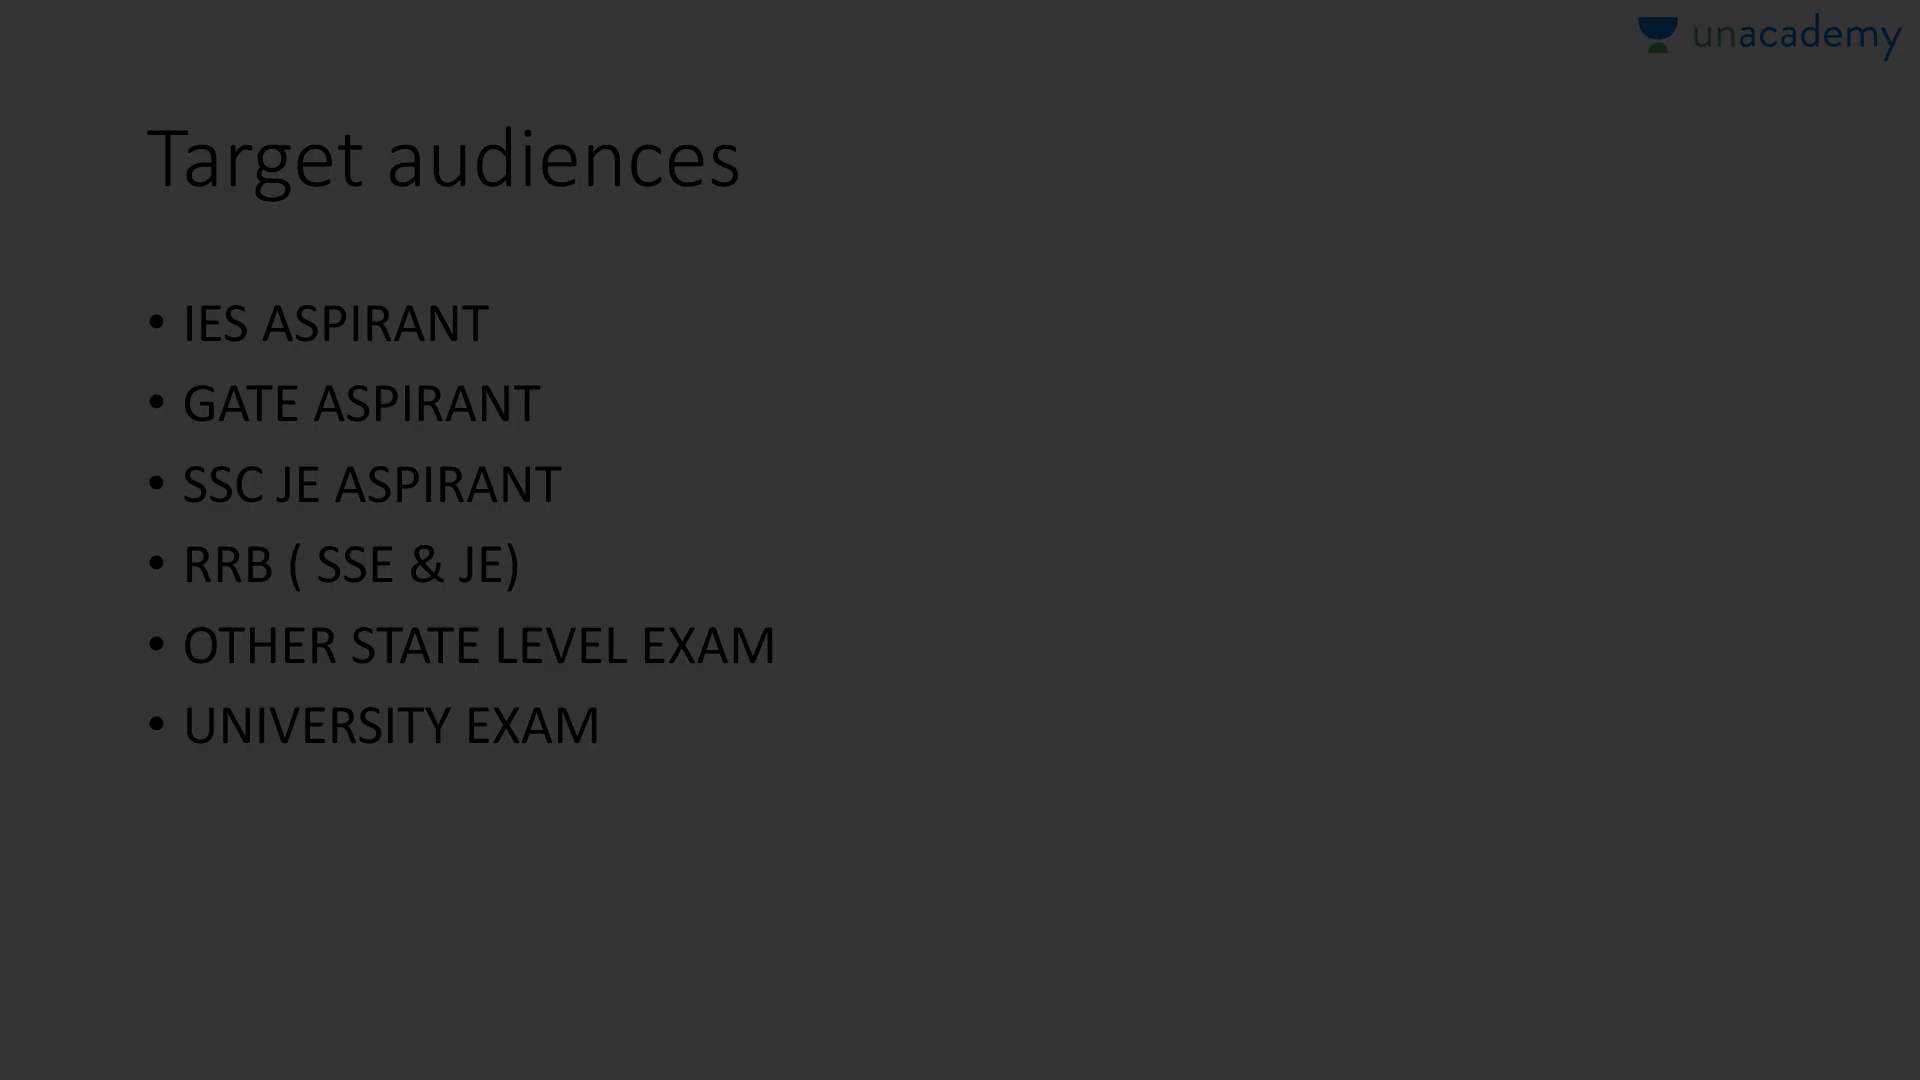 unacademy
Target audiences
• IES ASPIRANT
• GATE ASPIRANT
• SSC JE ASPIRANT
• RRB ( SSE & JE)
• OTHER STATE LEVEL EXAM
• UNIVERSITY EXAM